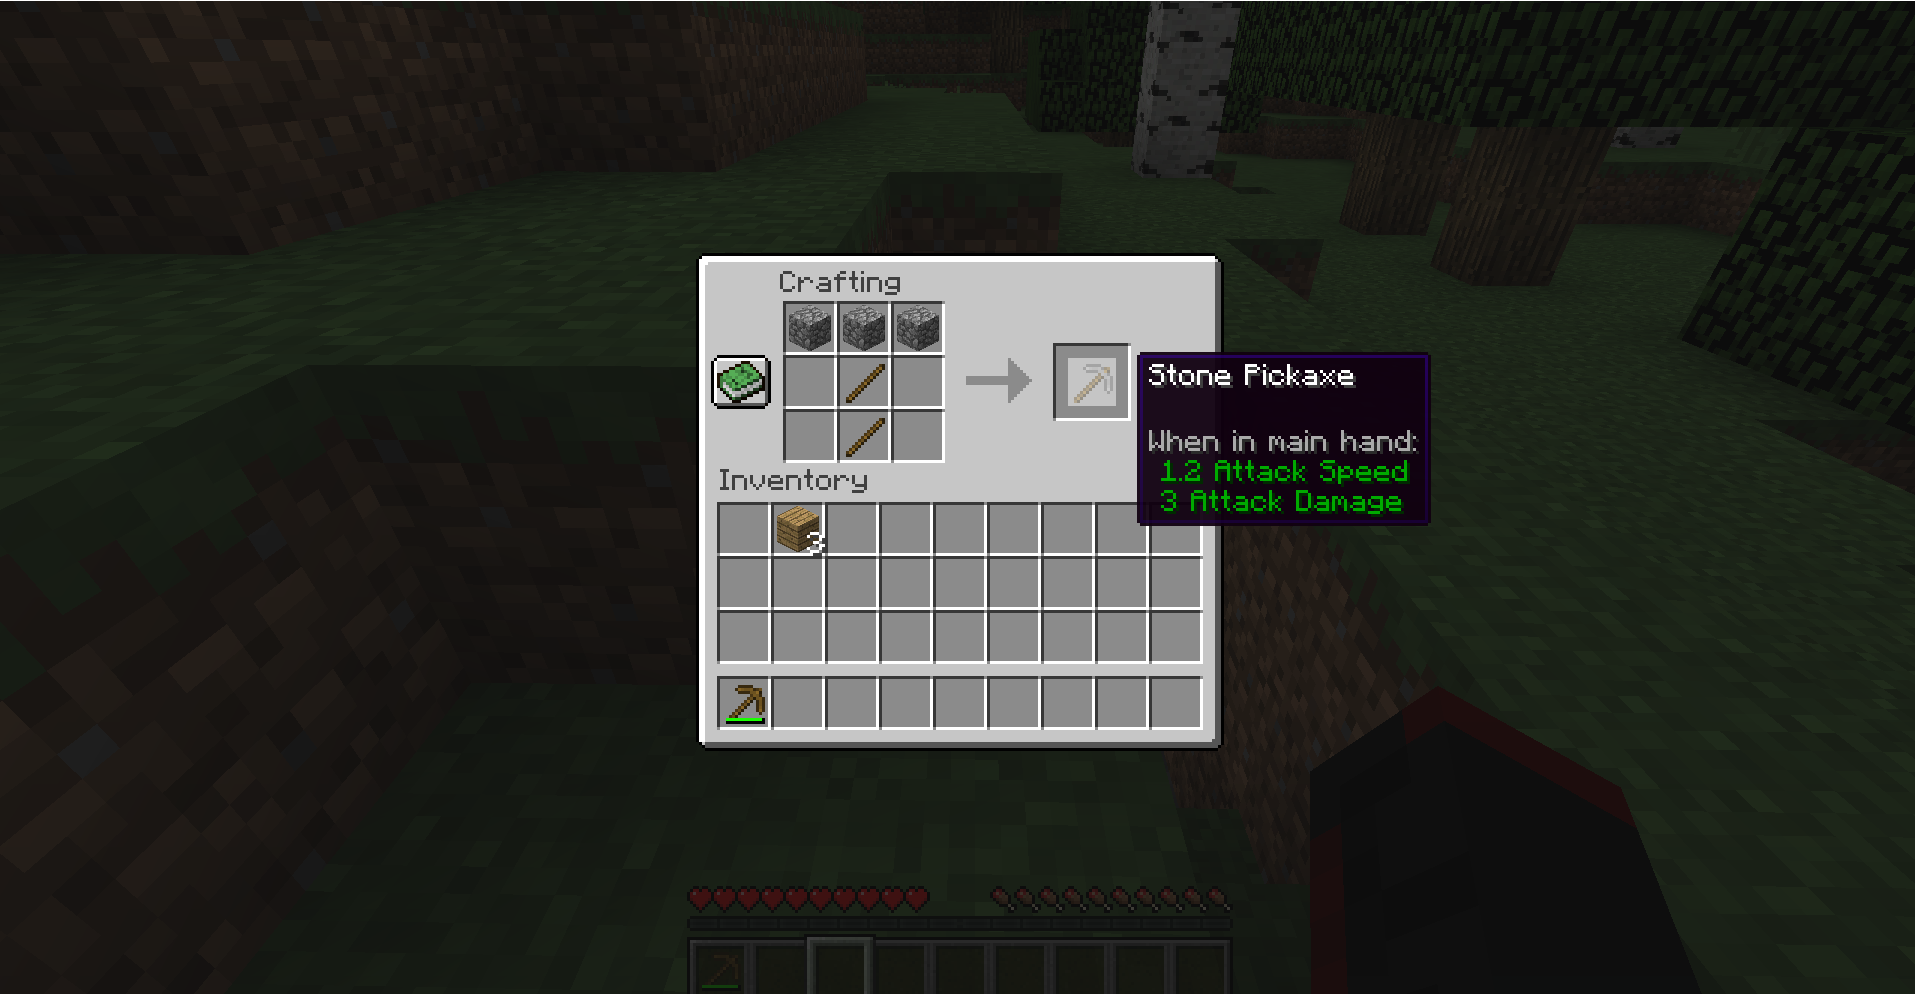 Crafting
Stone Pickaxe
When in main hand:
1.2 Attack Speed
3 Attack Damage
Inventory
3